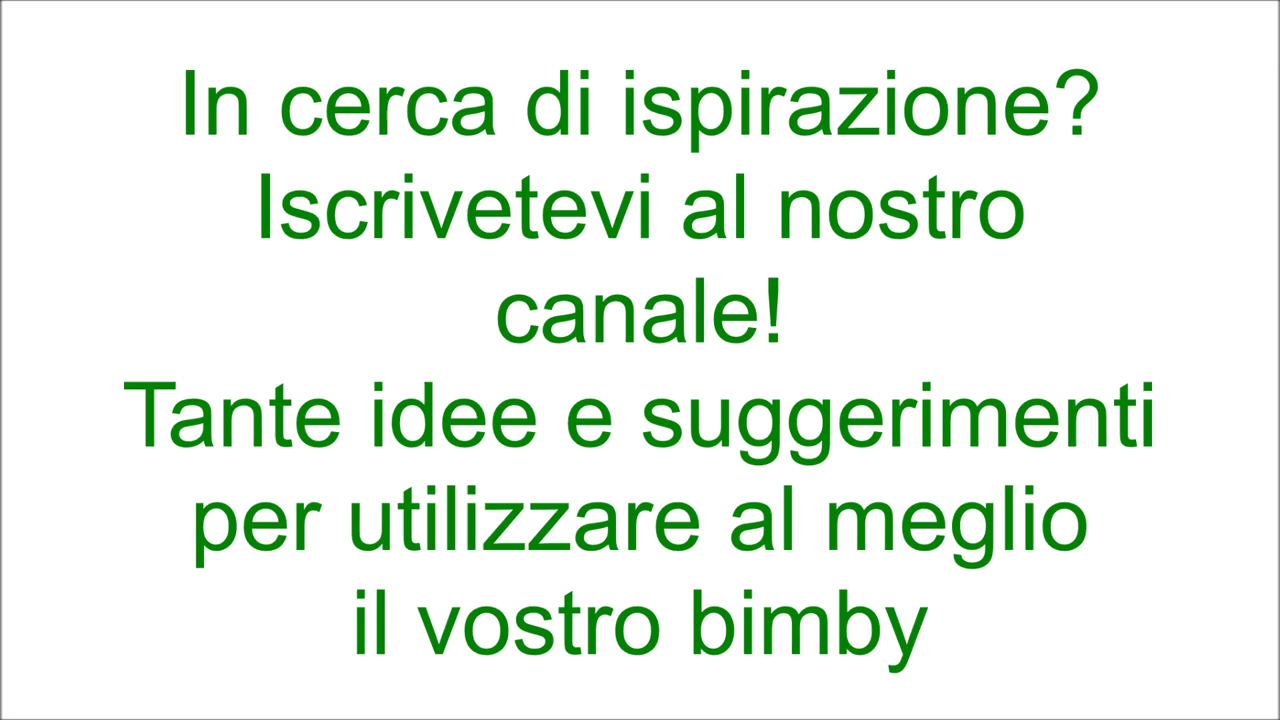 In cerca di ispirazione?
Iscrivetevi al nostro
canale!
Tante idee e suggerimenti
per utilizzare al meglio
il vostro bimby